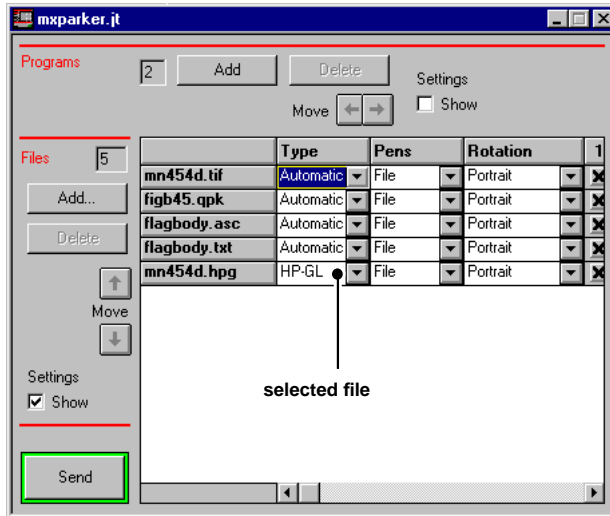 mxparker.jt
Programs
2
Add
Delete
Settings
Move
Show
Files
5
Add...
Delete
Move
Settings
Show
Send
Type Pens Rotation 1
mn454d.tif Automatic File Portrait
figb45.qpk Automatic File Portrait
flagbody.asc Automatic File Portrait
flagbody.txt Automatic File Portrait
mn454d.hpg HP-GL File Portrait
selected file